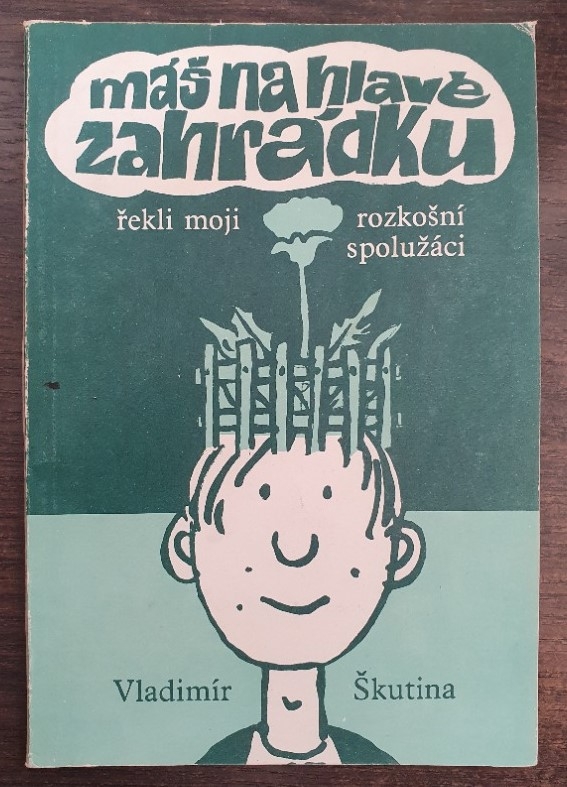 máš na hlavě
zahrádku
řekli moji rozkošní
spolužáci
Vladimír Škutina